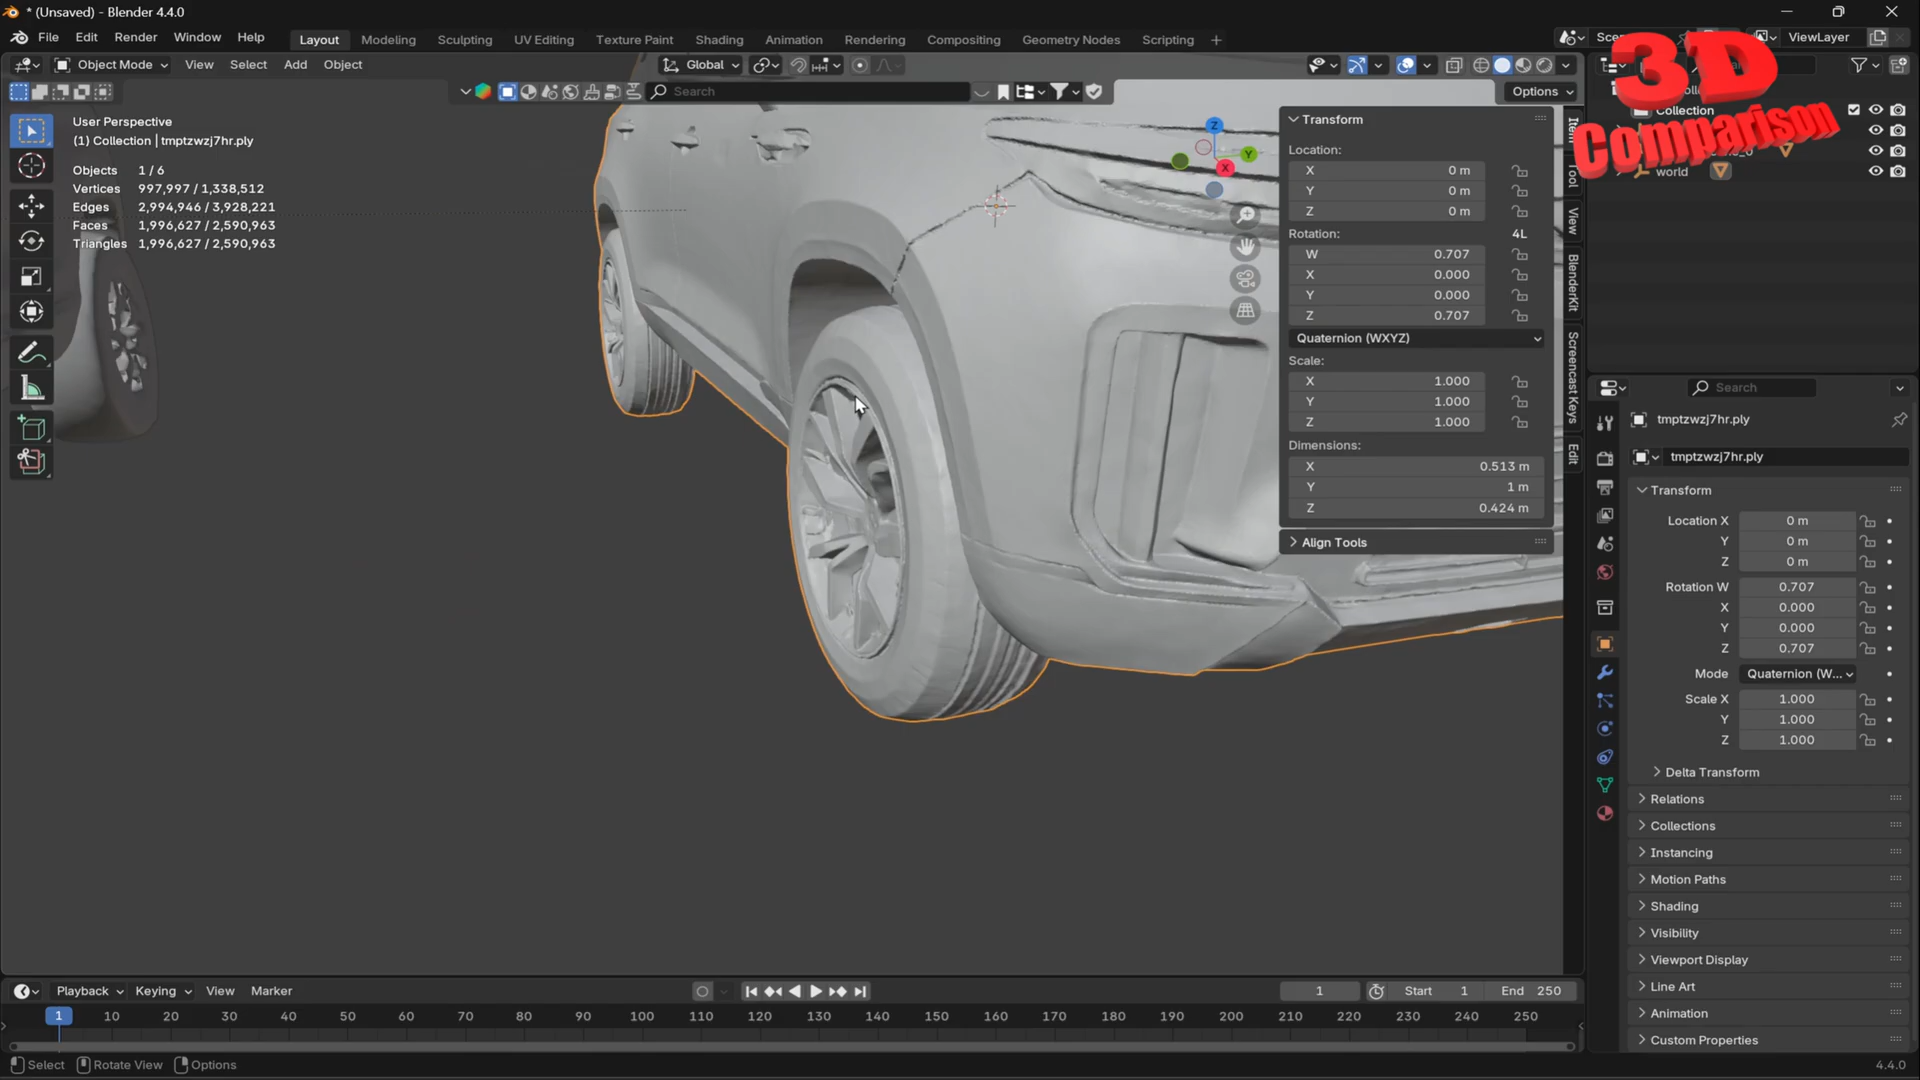 * (Unsaved) - Blender 4.4.0
File Edit Render Window Help
Layout Modeling Sculpting UV Editing Texture Paint Shading Animation Rendering Compositing Geometry Nodes Scripting +
ViewLayer
Object Mode View Select Add Object
Global
Search
Options
3D
Comparison
User Perspective
(1) Collection | tmptzwzj7hr.ply
Objects 1 / 6
Vertices 997,997 / 1,338,512
Edges 2,994,946 / 3,928,221
Faces 1,996,627 / 2,590,963
Triangles 1,996,627 / 2,590,963
Z
Y
X
Transform
Location:
X 0 m
Y 0 m
Z 0 m
Rotation: 4L
W 0.707
X 0.000
Y 0.000
Z 0.707
Quaternion (WXYZ)
Scale:
X 1.000
Y 1.000
Z 1.000
Dimensions:
X 0.513 m
Y 1 m
Z 0.424 m
Align Tools
Item
Tool
View
BlenderKit
Screencast Keys
Edit
Collection
world
Search
tmptzwzj7hr.ply
tmptzwzj7hr.ply
Transform
Location X 0 m
Y 0 m
Z 0 m
Rotation W 0.707
X 0.000
Y 0.000
Z 0.707
Mode Quaternion (W...
Scale X 1.000
Y 1.000
Z 1.000
Delta Transform
Relations
Collections
Instancing
Motion Paths
Shading
Visibility
Viewport Display
Line Art
Animation
Custom Properties
Playback Keying View Marker
1 Start 1 End 250
1 10 20 30 40 50 60 70 80 90 100 110 120 130 140 150 160 170 180 190 200 210 220 230 240 250
Select Rotate View Options
4.4.0